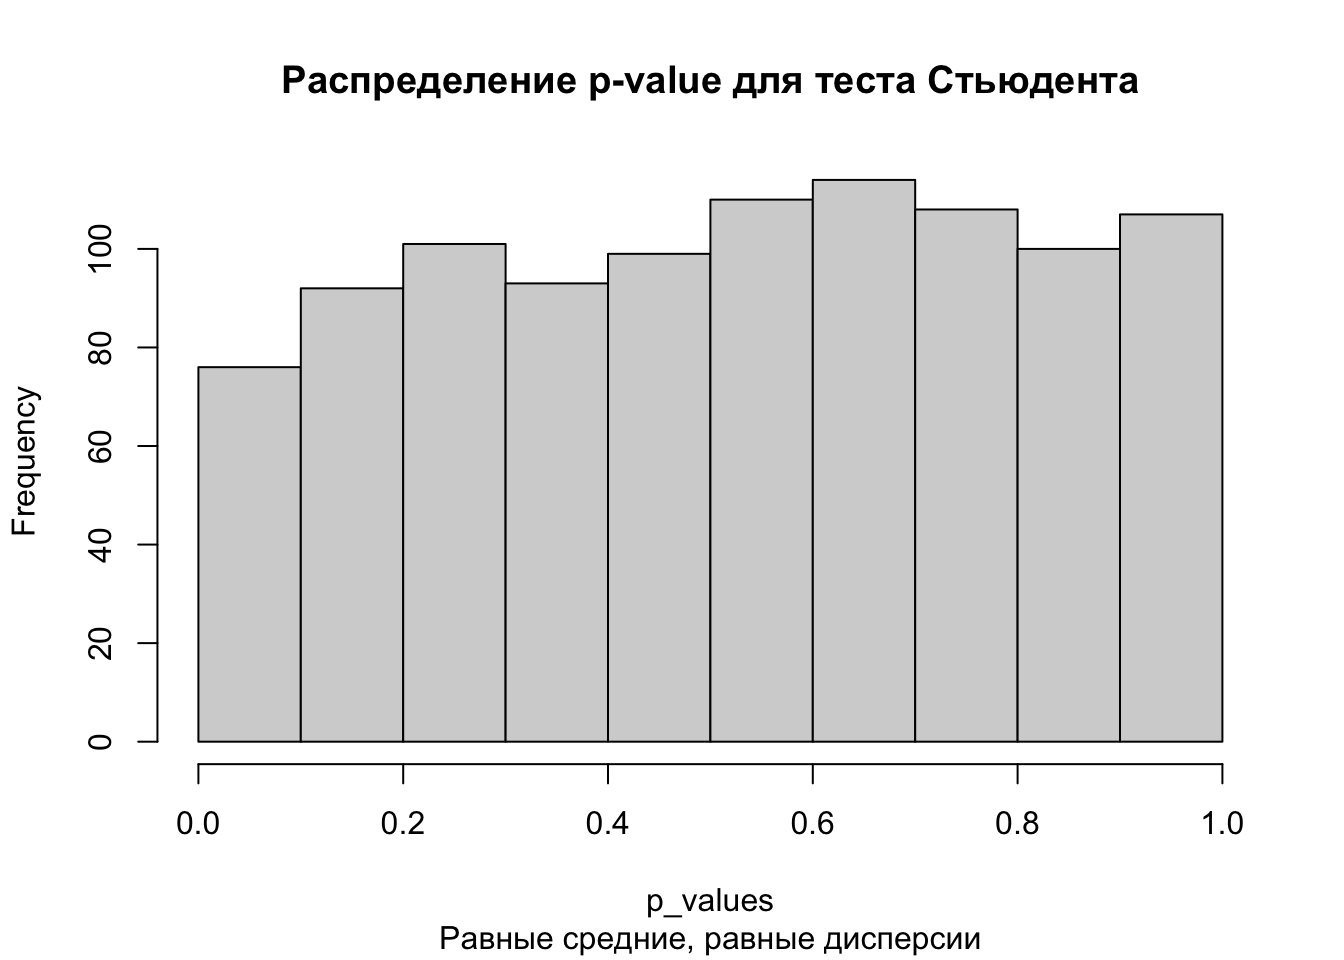 Распределение p-value для теста Стьюдента
Frequency
100
80
60
40
20
0
0.0 0.2 0.4 0.6 0.8 1.0
p_values
Равные средние, равные дисперсии